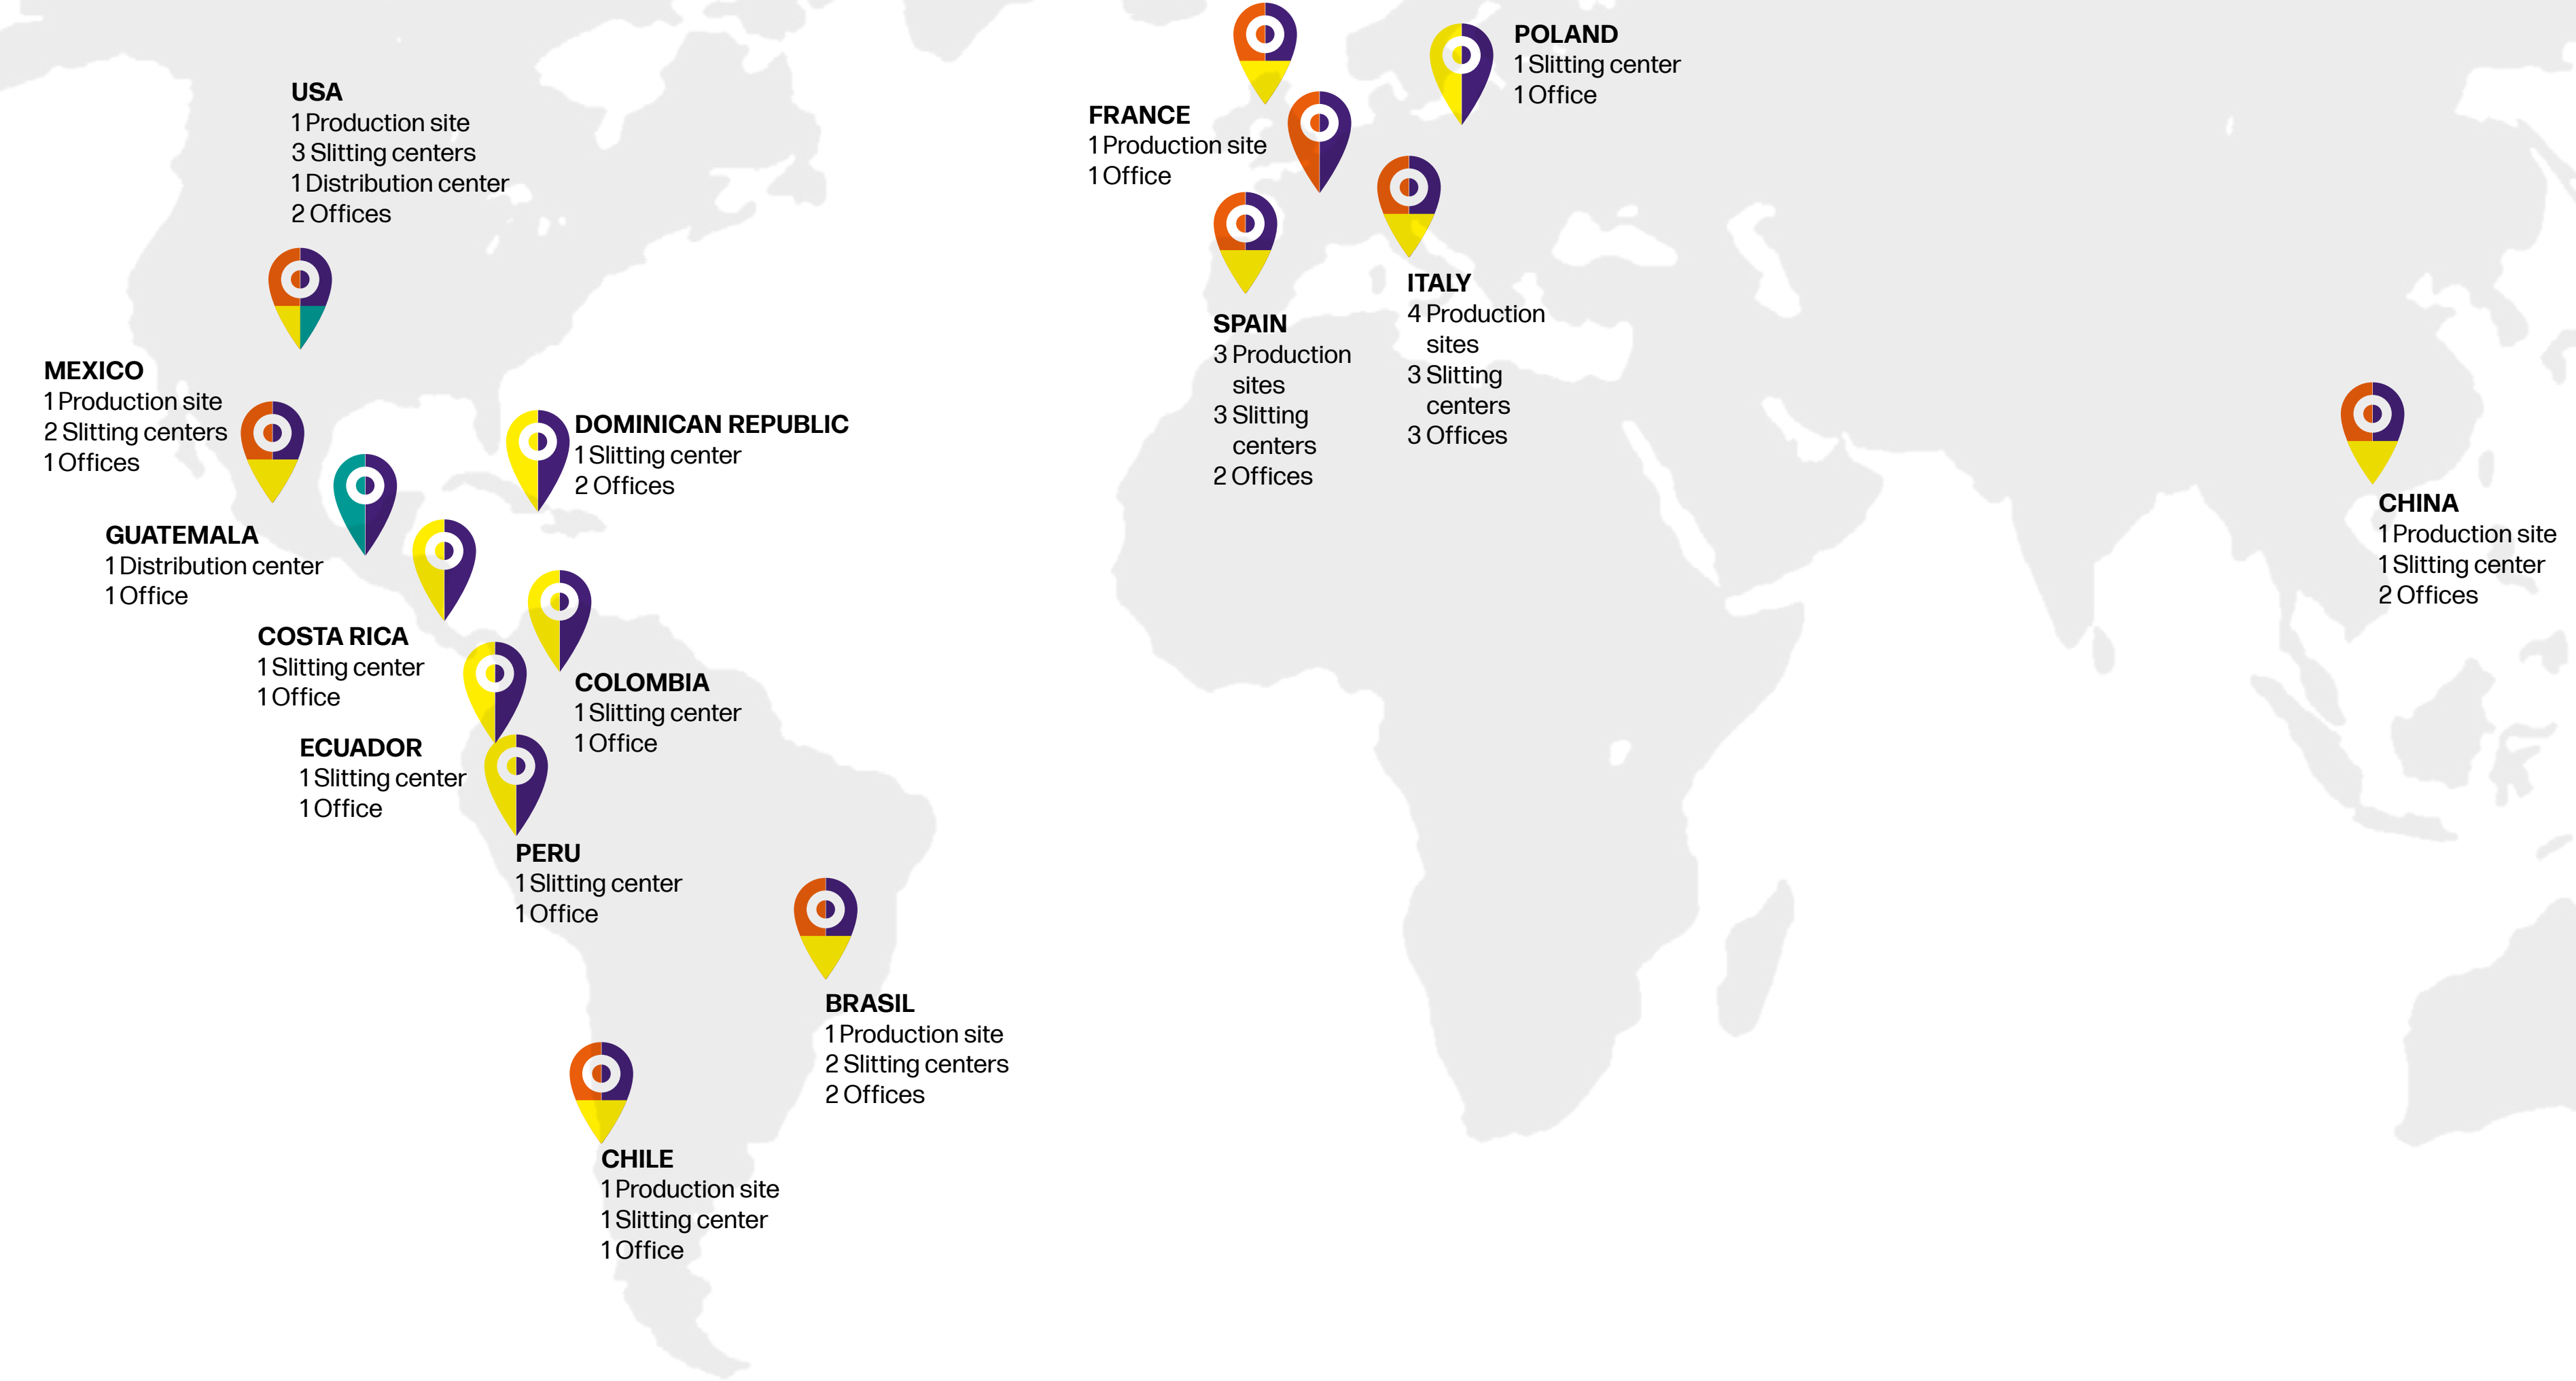 USA
1 Production site
3 Slitting centers
1 Distribution center
2 Offices
MEXICO
1 Production site
2 Slitting centers
1 Offices
GUATEMALA
1 Distribution center
1 Office
DOMINICAN REPUBLIC
1 Slitting center
2 Offices
COSTA RICA
1 Slitting center
1 Office
COLOMBIA
1 Slitting center
1 Office
ECUADOR
1 Slitting center
1 Office
PERU
1 Slitting center
1 Office
BRASIL
1 Production site
2 Slitting centers
2 Offices
CHILE
1 Production site
1 Slitting center
1 Office
FRANCE
1 Production site
1 Office
POLAND
1 Slitting center
1 Office
SPAIN
3 Production
sites
3 Slitting
centers
2 Offices
ITALY
4 Production
sites
3 Slitting
centers
3 Offices
CHINA
1 Production site
1 Slitting center
2 Offices